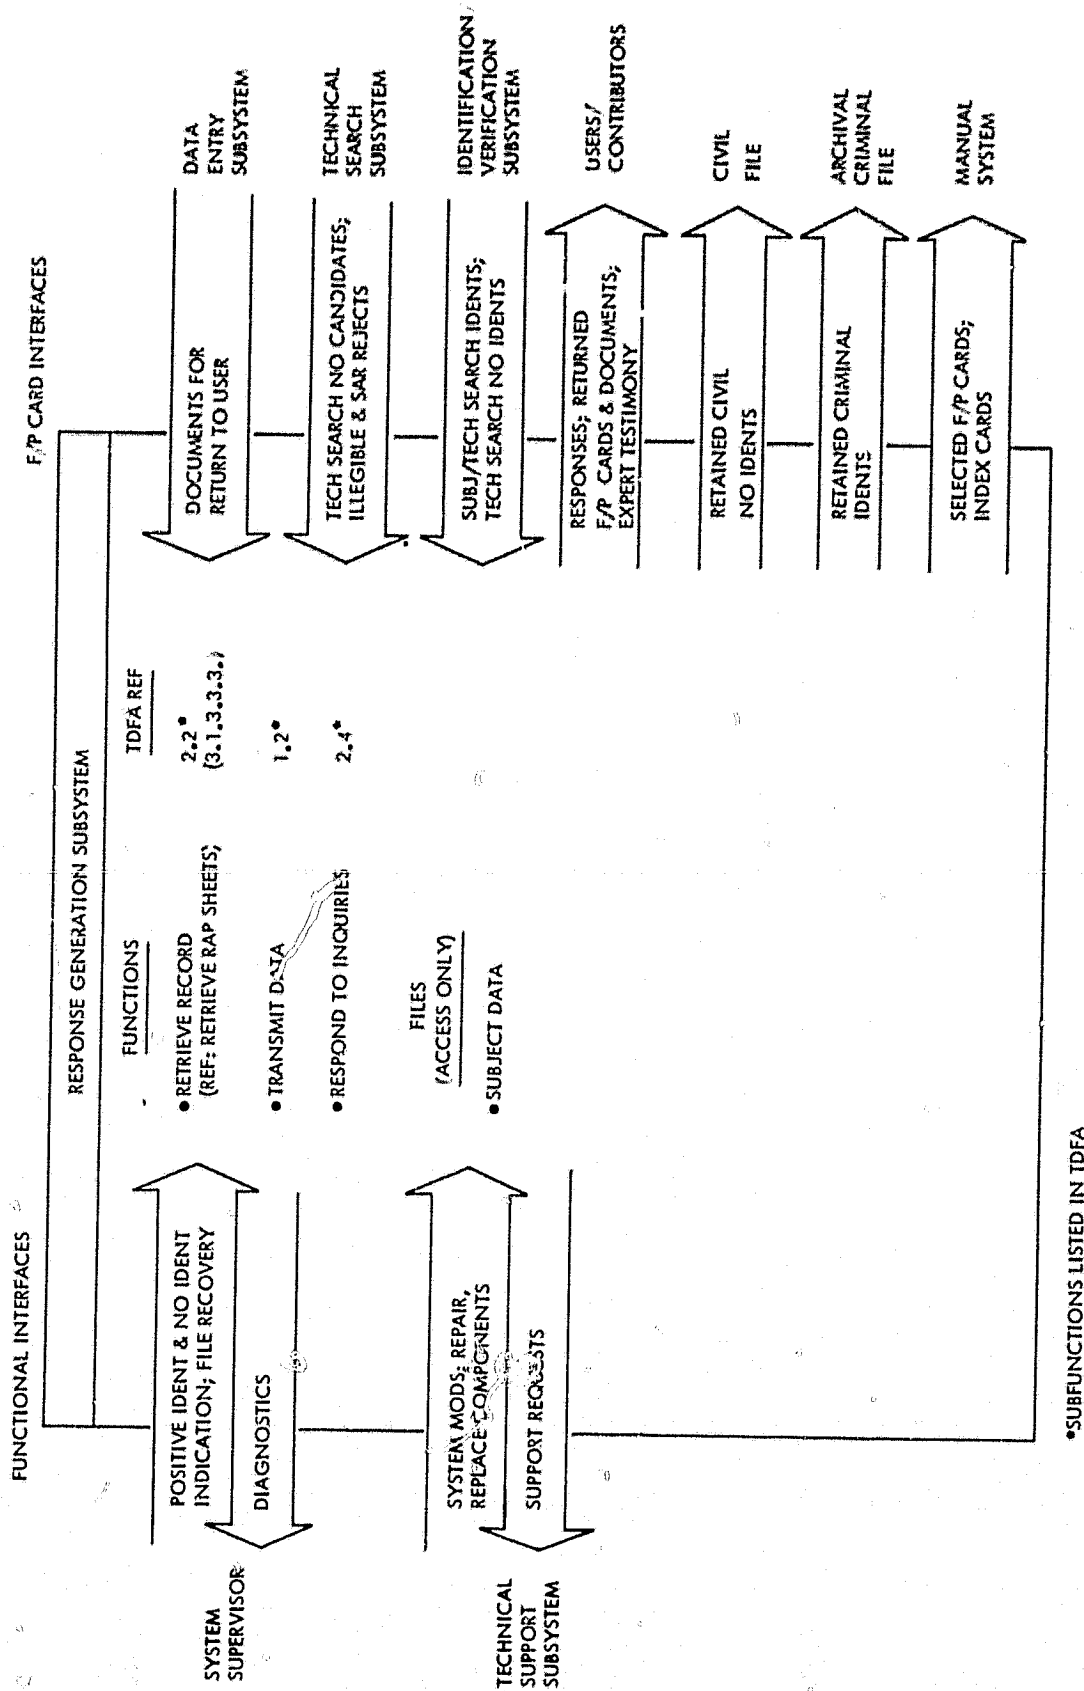 FUNCTIONAL INTERFACES
F/P CARD INTERFACES
RESPONSE GENERATION SUBSYSTEM
SYSTEM
SUPERVISOR
POSITIVE IDENT & NO IDENT
INDICATION; FILE RECOVERY
DIAGNOSTICS
TECHNICAL
SUPPORT
SUBSYSTEM
SYSTEM MODS; REPAIR,
REPLACE COMPONENTS
SUPPORT REQUESTS
FUNCTIONS
• RETRIEVE RECORD
(REF: RETRIEVE RAP SHEETS;
• TRANSMIT DATA
• RESPOND TO INQUIRIES
FILES
(ACCESS ONLY)
• SUBJECT DATA
TDFA REF
2.2*
(3.1.3.3.3.)
1.2*
2.4*
DOCUMENTS FOR
RETURN TO USER
DATA
ENTRY
SUBSYSTEM
TECH SEARCH NO CANDIDATES;
ILLEGIBLE & SAR REJECTS
TECHNICAL
SEARCH
SUBSYSTEM
SUBJ/TECH SEARCH IDENTS;
TECH SEARCH NO IDENTS
IDENTIFICATION
VERIFICATION
SUBSYSTEM
RESPONSES; RETURNED
F/P CARDS & DOCUMENTS;
EXPERT TESTIMONY
USERS/
CONTRIBUTORS
RETAINED CIVIL
NO IDENTS
CIVIL
FILE
RETAINED CRIMINAL
IDENTS
ARCHIVAL
CRIMINAL
FILE
SELECTED F/P CARDS;
INDEX CARDS
MANUAL
SYSTEM
*SUBFUNCTIONS LISTED IN TDFA